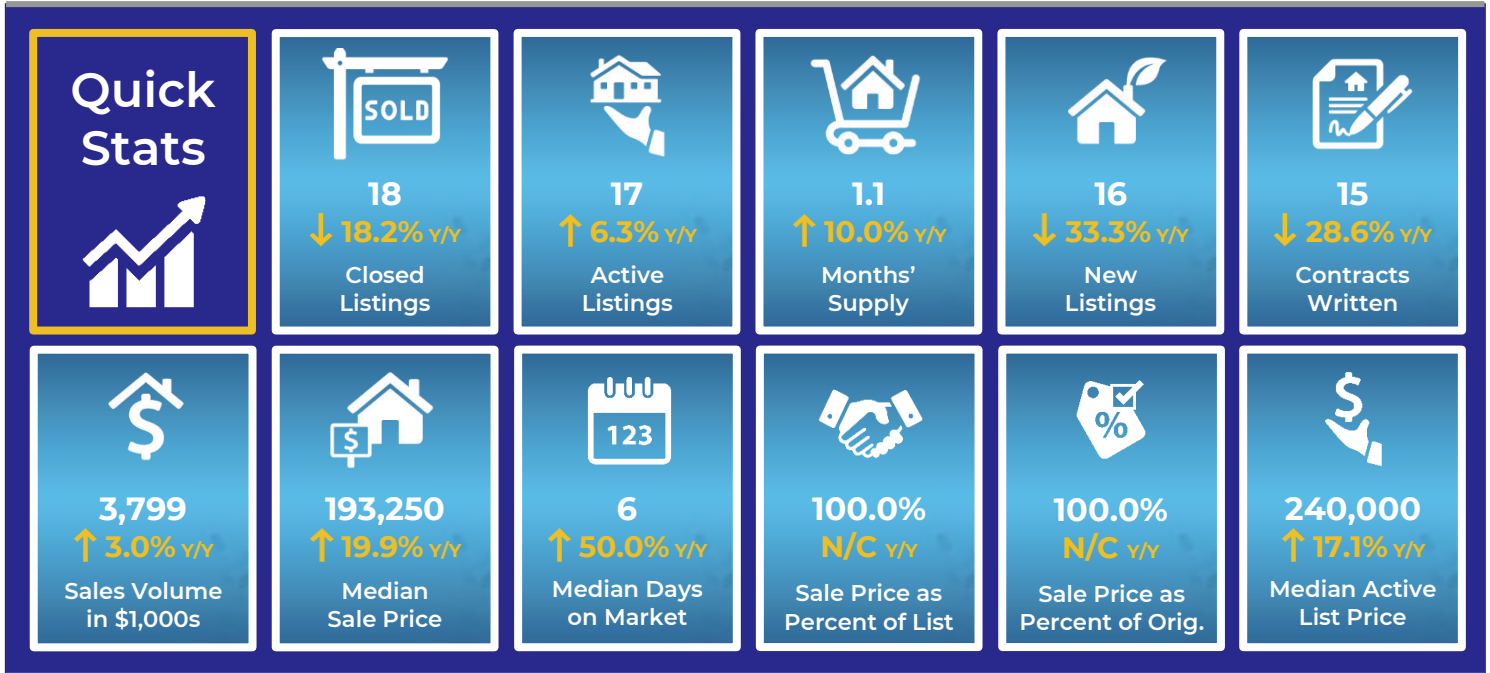 Quick
Stats
SOLD
18
↓ 18.2% Y/Y
Closed
Listings
17
↑ 6.3% Y/Y
Active
Listings
1.1
↑ 10.0% Y/Y
Months’
Supply
16
↓ 33.3% Y/Y
New
Listings
15
↓ 28.6% Y/Y
Contracts
Written
$
3,799
↑ 3.0% Y/Y
Sales Volume
in $1,000s
$
193,250
↑ 19.9% Y/Y
Median
Sale Price
123
6
↑ 50.0% Y/Y
Median Days
on Market
100.0%
N/C Y/Y
Sale Price as
Percent of List
%
100.0%
N/C Y/Y
Sale Price as
Percent of Orig.
$
240,000
↑ 17.1% Y/Y
Median Active
List Price